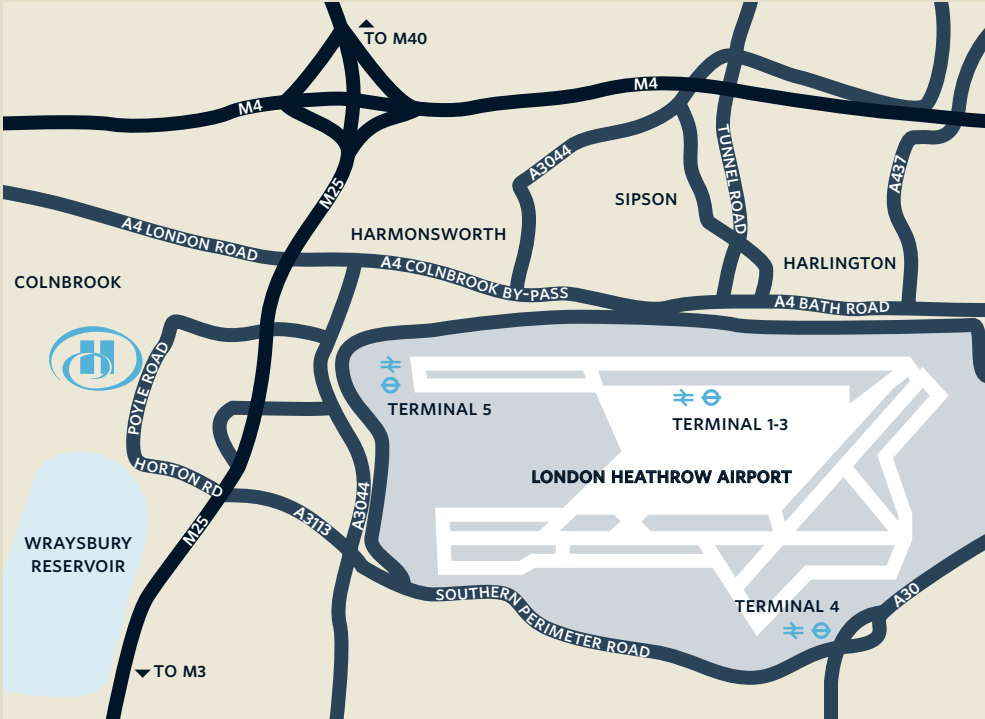 TO M40
M4
M4
A3044
TUNNEL ROAD
A437
M25
SIPSON
A4 LONDON ROAD
HARMONSWORTH
A4 COLNBROOK BY-PASS
HARLINGTON
COLNBROOK
A4 BATH ROAD
H
POYLE ROAD
TERMINAL 5
TERMINAL 1-3
HORTON RD
LONDON HEATHROW AIRPORT
A3044
A3113
M25
WRAYSBURY
RESERVOIR
SOUTHERN PERIMETER ROAD
TERMINAL 4
A30
TO M3